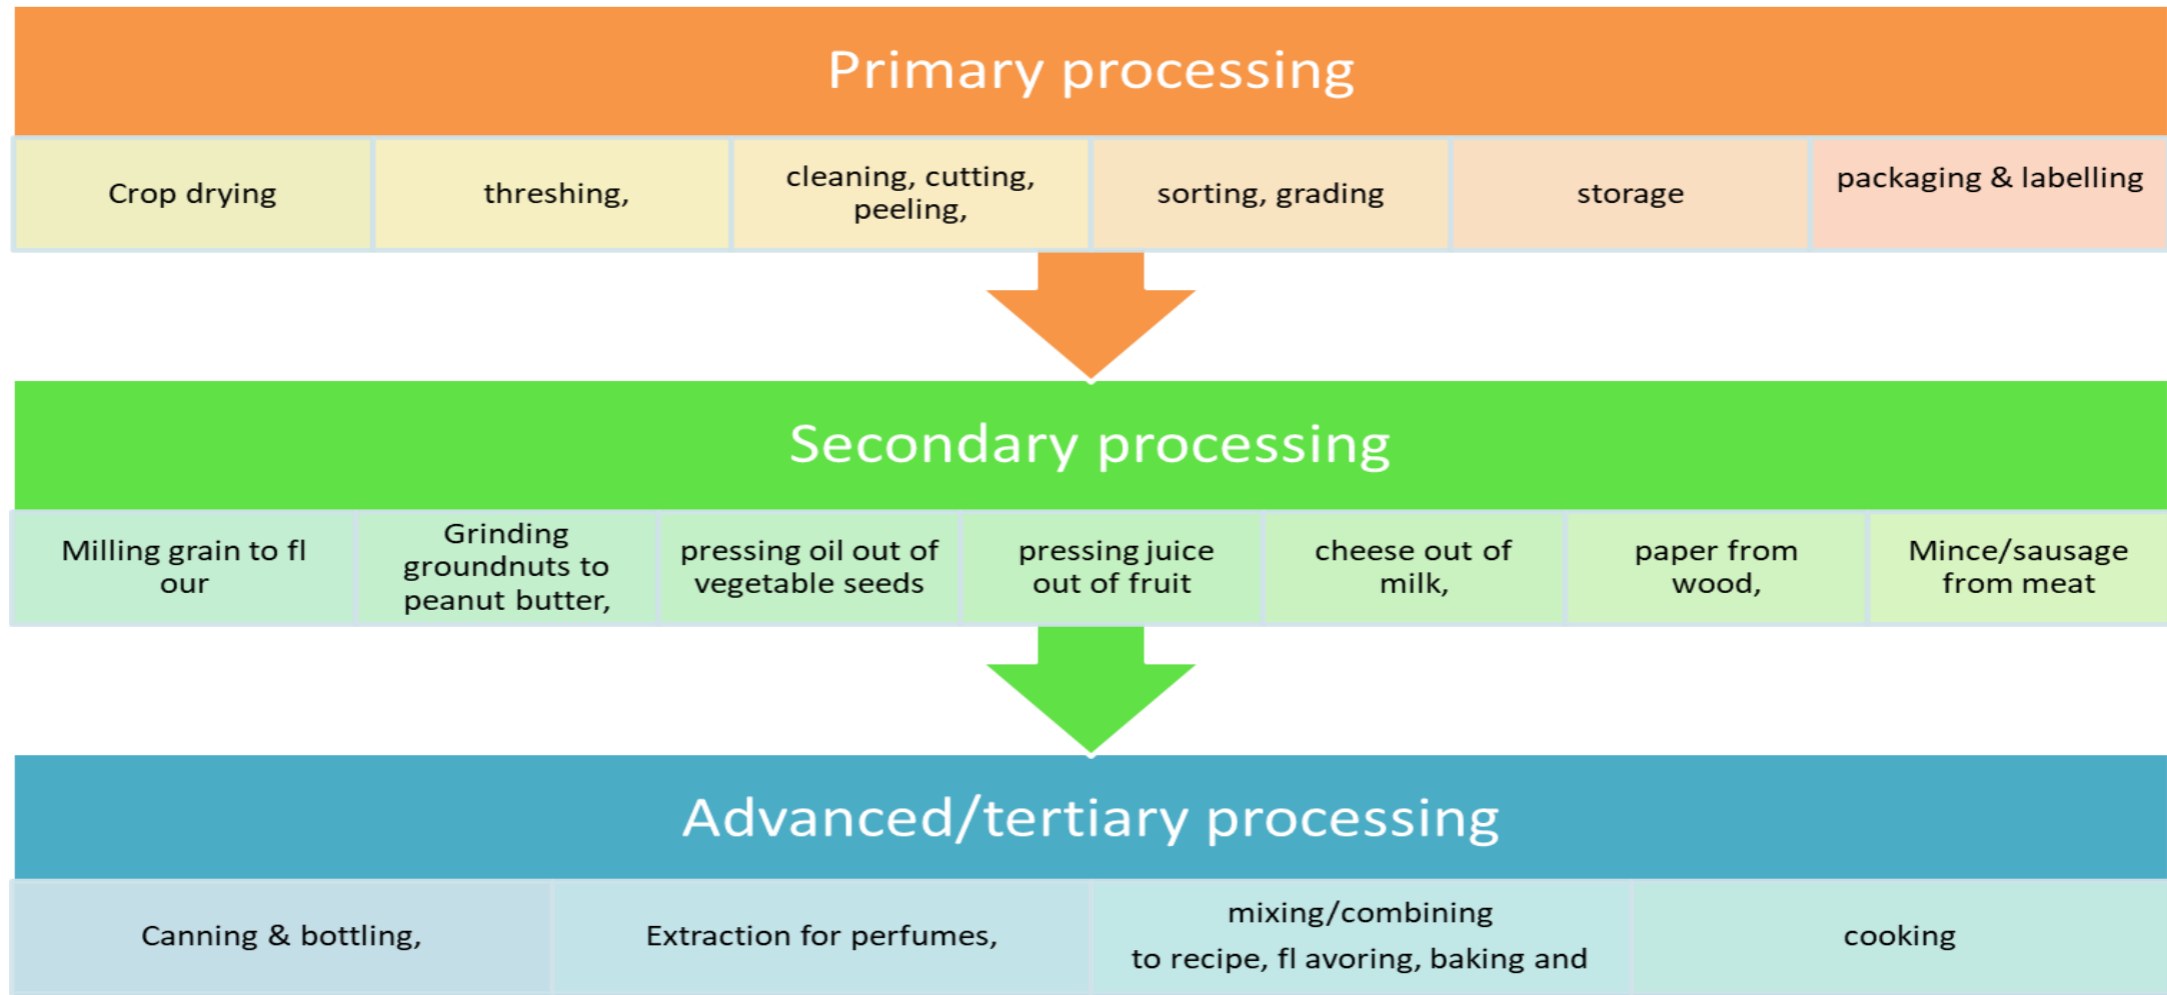 Primary processing
Crop drying
threshing,
cleaning, cutting,
peeling,
sorting, grading
storage
packaging & labelling
Secondary processing
Milling grain to fl
our
Grinding
groundnuts to
peanut butter,
pressing oil out of
vegetable seeds
pressing juice
out of fruit
cheese out of
milk,
paper from
wood,
Mince/sausage
from meat
Advanced/tertiary processing
Canning & bottling,
Extraction for perfumes,
mixing/combining
to recipe, fl avoring, baking and
cooking